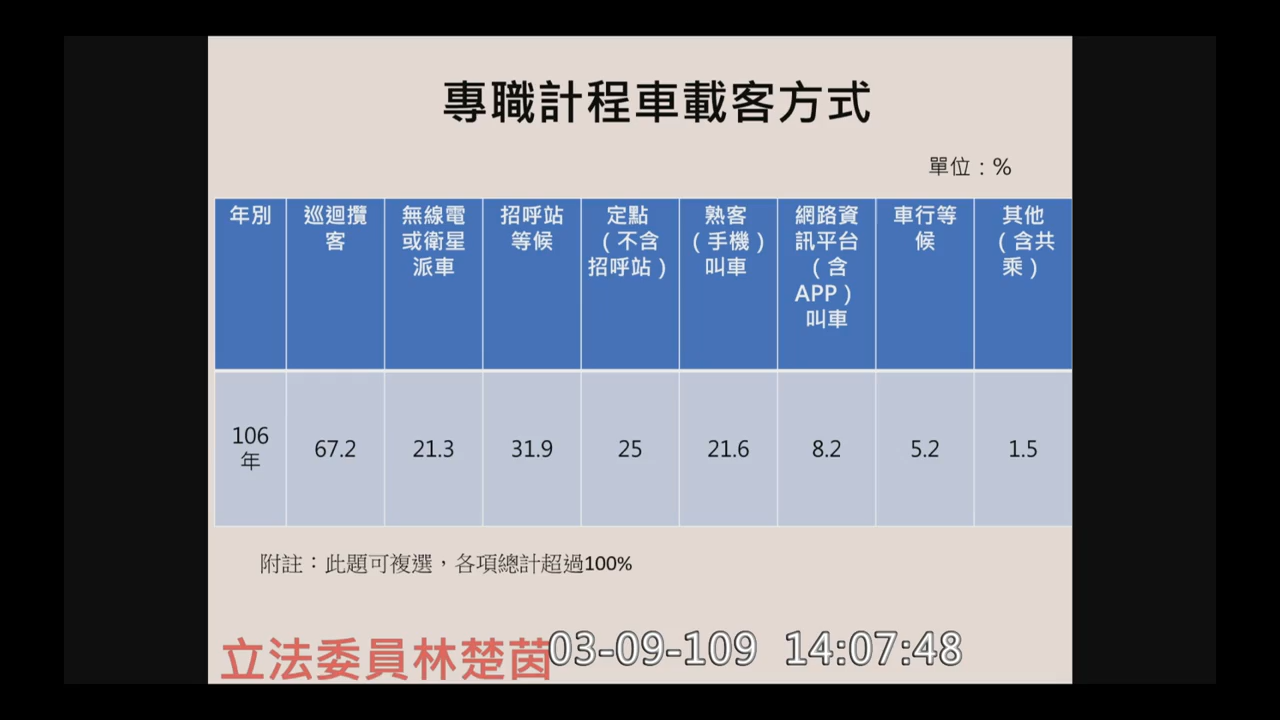 專職計程車載客方式
單位：%
年別
巡迴攬
客
無線電
或衛星
派車
招呼站
等候
定點
（不含
招呼站）
熟客
（手機）
叫車
網路資
訊平台
（含
APP）
叫車
車行等
候
其他
（含共
乘）
106
年
67.2
21.3
31.9
25
21.6
8.2
5.2
1.5
附註：此題可複選，各項總計超過100%
立法委員林楚茵
03-09-109 14:07:48